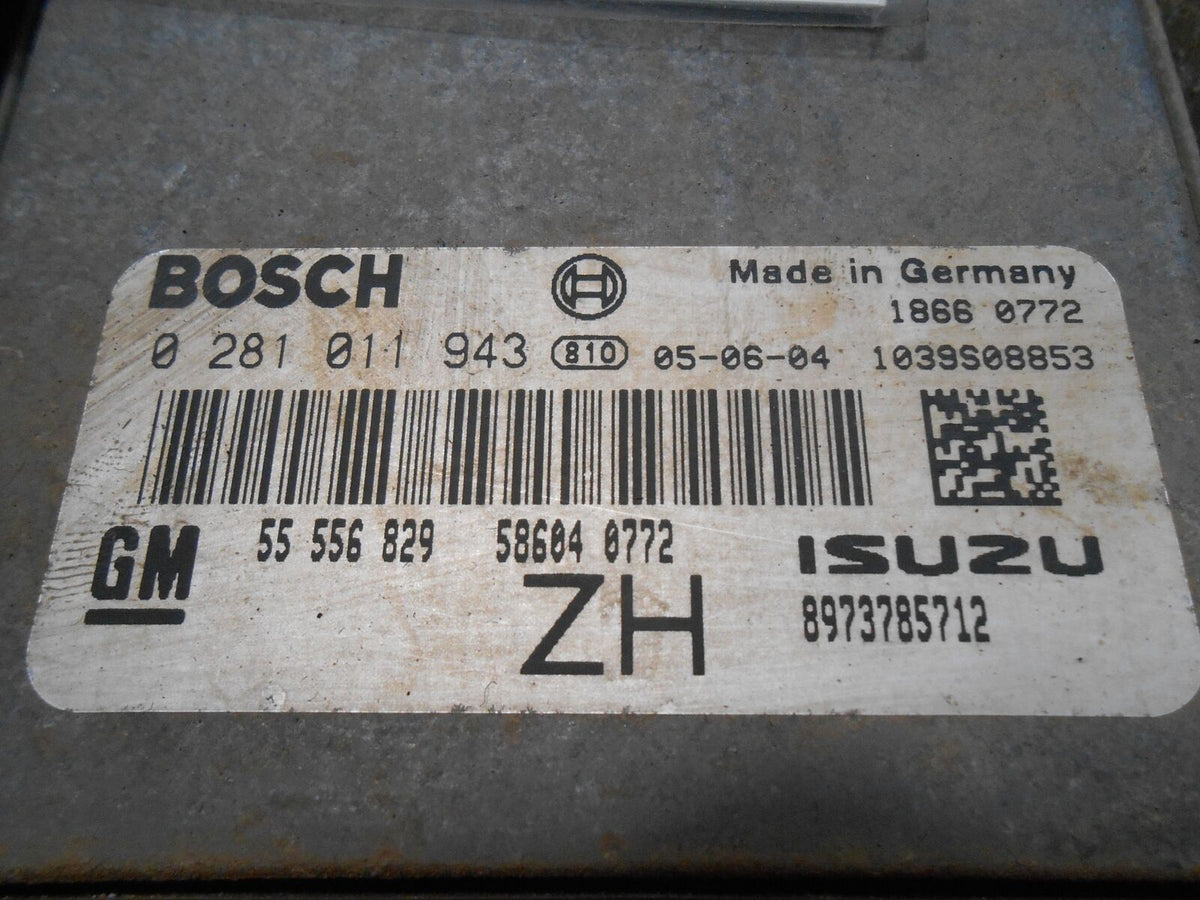 BOSCH Made in Germany
1866 0772
0 281 011 943 810 05-06-04 1039S08853
GM 55 556 829 58604 0772 ISUZU
ZH 8973785712